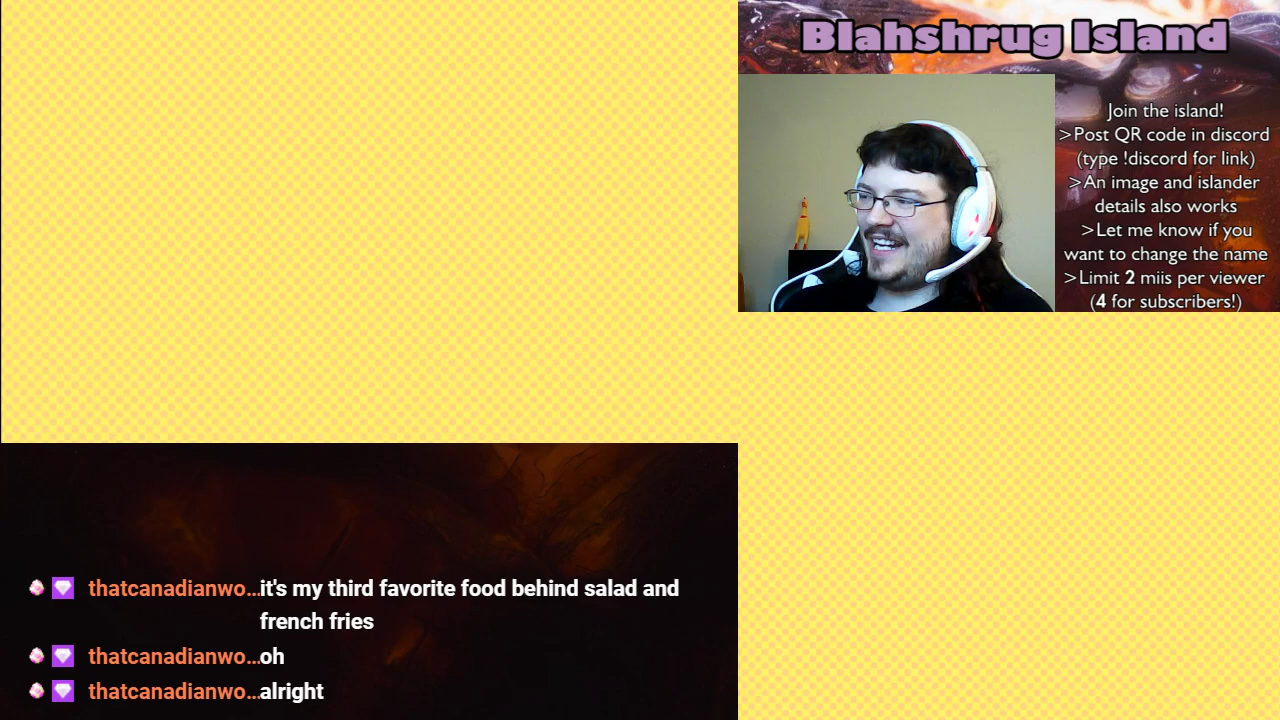 Blahshrug Island
Join the island!
>Post QR code in discord
(type !discord for link)
>An image and islander
details also works
>Let me know if you
want to change the name
>Limit 2 miis per viewer
(4 for subscribers!)
thatcanadianwo...it's my third favorite food behind salad and
french fries
thatcanadianwo...oh
thatcanadianwo...alright